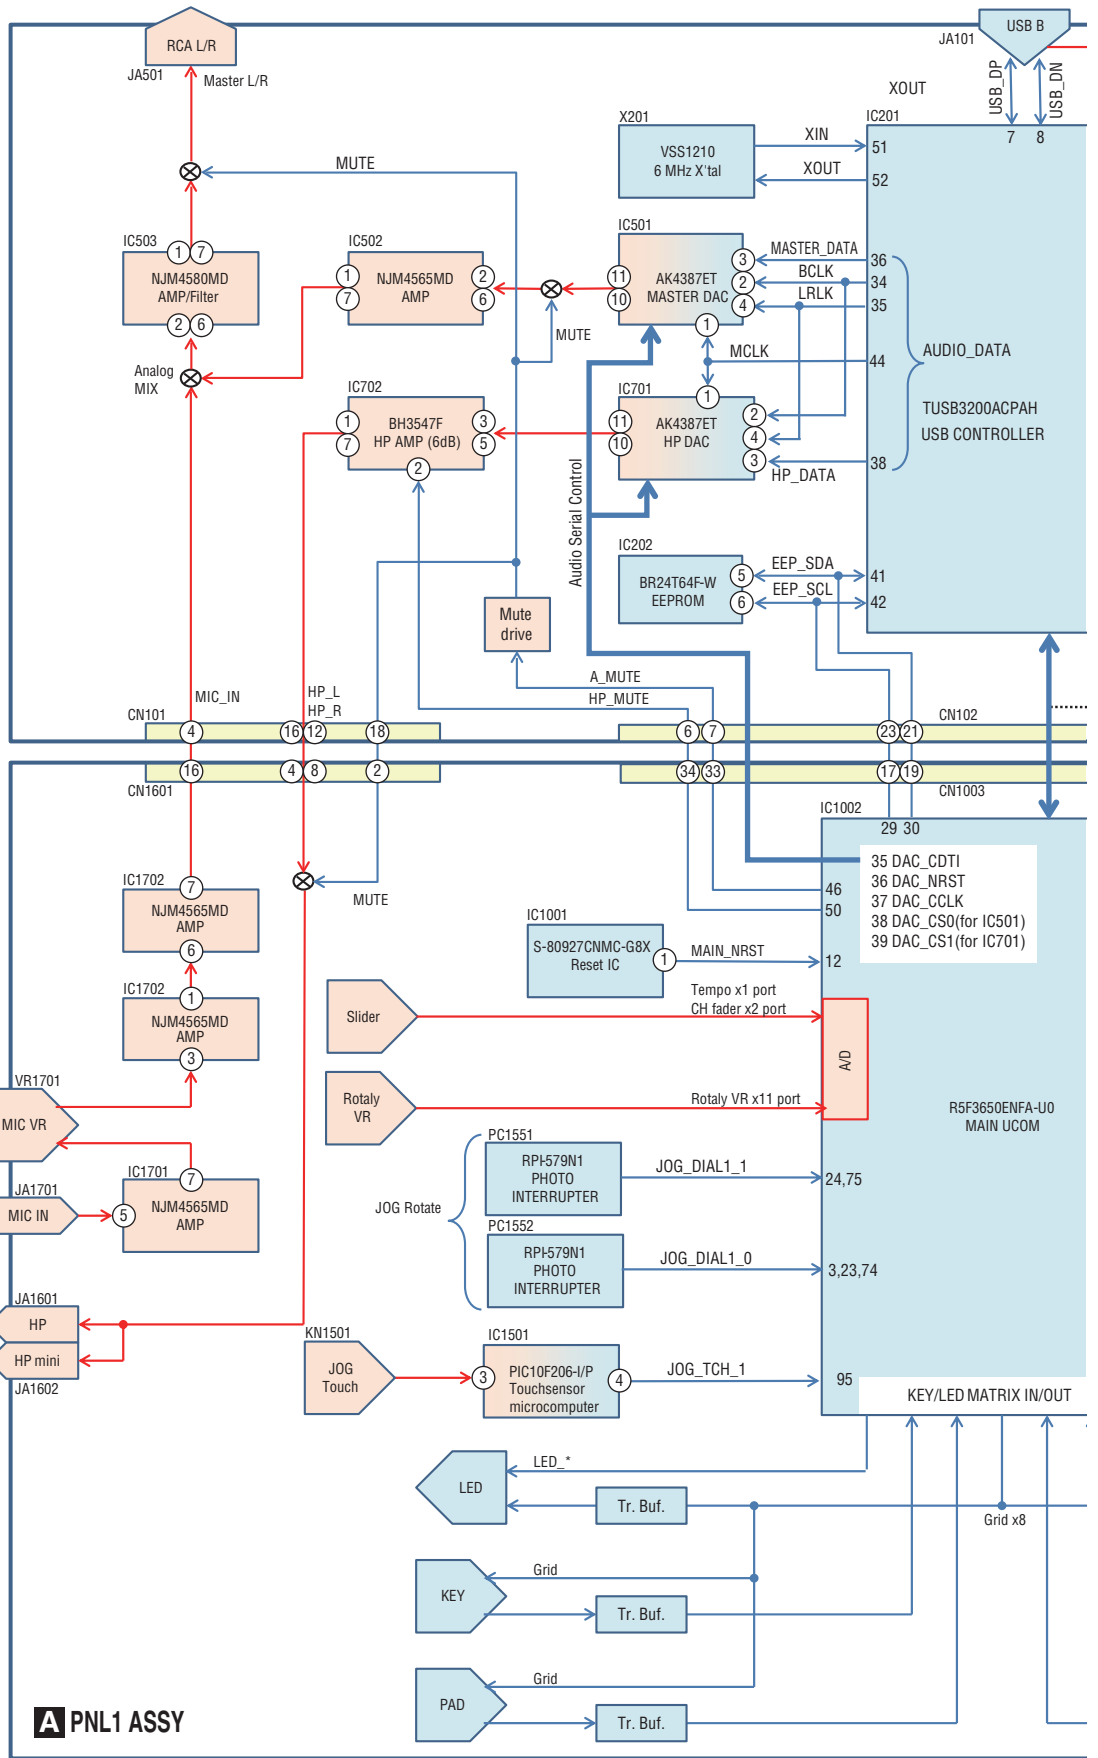 RCA L/R
JA501
Master L/R
USB B
JA101
USB_DP
USB_DN
XOUT
IC201
7 8
X201
VSS1210
6 MHz X'tal
XIN
51
XOUT
52
MUTE
IC503
1 7
NJM4580MD
AMP/Filter
2 6
IC502
1
7
NJM4565MD
AMP
2
6
MUTE
IC501
11
10
AK4387ET
MASTER DAC
3
2
4
1
MASTER_DATA
36
BCLK
34
LRLK
35
MCLK
44
AUDIO_DATA
TUSB3200ACPAH
USB CONTROLLER
Analog
MIX
IC702
1
7
BH3547F
HP AMP (6dB)
3
5
2
IC701
1
11
10
AK4387ET
HP DAC
2
4
3
38
HP_DATA
Audio Serial Control
IC202
BR24T64F-W
EEPROM
5
6
EEP_SDA
41
EEP_SCL
42
Mute
drive
A_MUTE
HP_MUTE
MIC_IN
HP_L
HP_R
CN101
4
16 12
18
6 7
23 21
CN102
16
4 8
2
34 33
17 19
CN1601
CN1003
IC1002
29 30
35 DAC_CDTI
36 DAC_NRST
37 DAC_CCLK
38 DAC_CS0(for IC501)
39 DAC_CS1(for IC701)
46
50
MUTE
IC1702
7
NJM4565MD
AMP
6
IC1001
S-80927CNMC-G8X
Reset IC
1
MAIN_NRST
12
IC1702
1
NJM4565MD
AMP
3
Slider
Tempo x1 port
CH fader x2 port
A/D
Rotaly
VR
Rotaly VR x11 port
R5F3650ENFA-U0
MAIN UCOM
VR1701
MIC VR
IC1701
7
5
NJM4565MD
AMP
JA1701
MIC IN
JOG Rotate
PC1551
RPI-579N1
PHOTO
INTERRUPTER
JOG_DIAL1_1
24,75
PC1552
RPI-579N1
PHOTO
INTERRUPTER
JOG_DIAL1_0
3,23,74
JA1601
HP
HP mini
JA1602
KN1501
JOG
Touch
IC1501
3
PIC10F206-I/P
Touchsensor
microcomputer
4
JOG_TCH_1
95
KEY/LED MATRIX IN/OUT
LED
LED_*
Tr. Buf.
Grid x8
KEY
Grid
Tr. Buf.
PAD
Grid
Tr. Buf.
A PNL1 ASSY